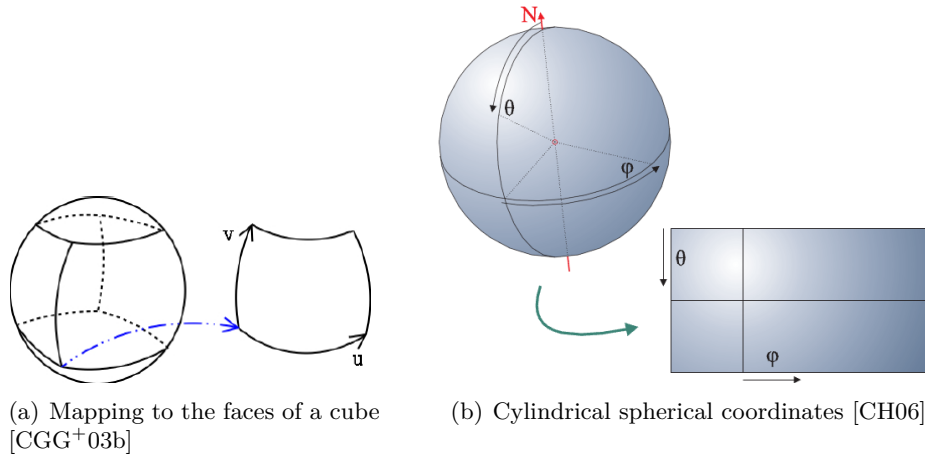 N
θ
φ
v
u
θ
φ
(a) Mapping to the faces of a cube
[CGG+03b]
(b) Cylindrical spherical coordinates [CH06]